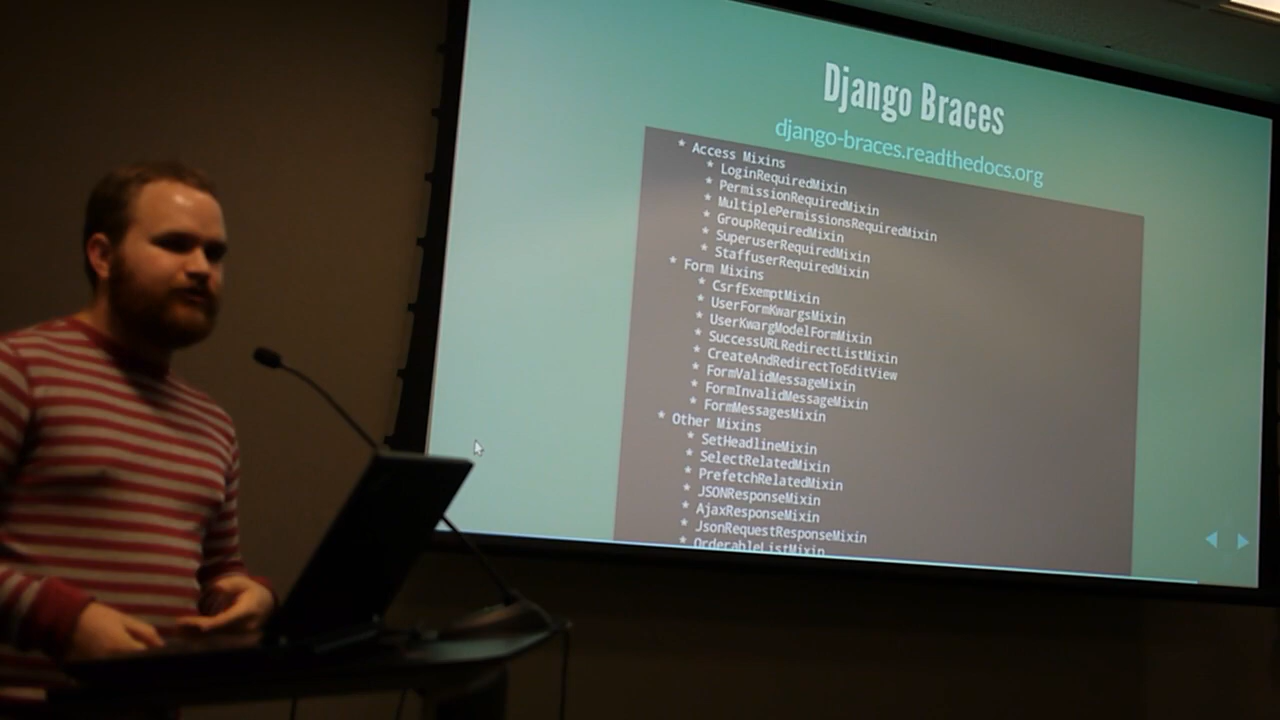 Django Braces
django-braces.readthedocs.org
* Access Mixins
* LoginRequiredMixin
* PermissionRequiredMixin
* MultiplePermissionsRequiredMixin
* GroupRequiredMixin
* SuperuserRequiredMixin
* StaffuserRequiredMixin
* Form Mixins
* CsrfExemptMixin
* UserFormKwargsMixin
* UserKwargModelFormMixin
* SuccessURLRedirectListMixin
* CreateAndRedirectToEditView
* FormValidMessageMixin
* FormInvalidMessageMixin
* FormMessagesMixin
* Other Mixins
* SetHeadlineMixin
* SelectRelatedMixin
* PrefetchRelatedMixin
* JSONResponseMixin
* AjaxResponseMixin
* JsonRequestResponseMixin
* OrderableListMixin